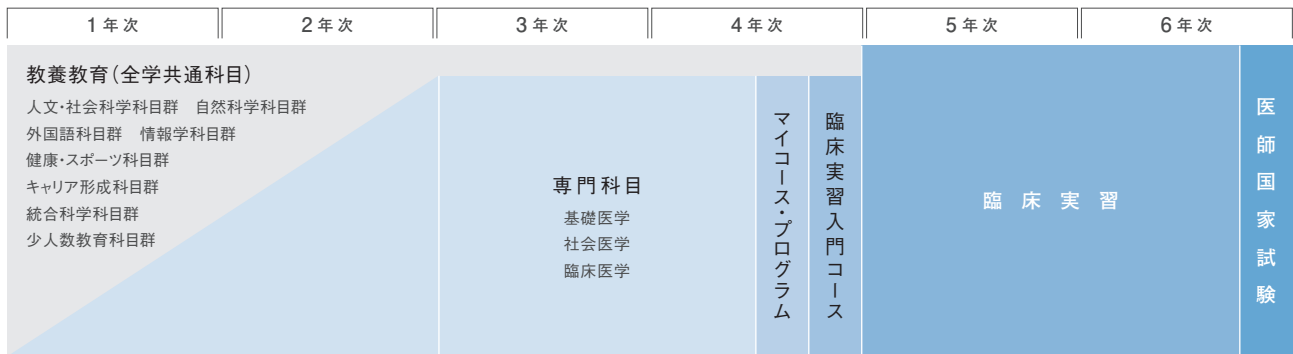 1年次
2年次
3年次
4年次
5年次
6年次
教養教育（全学共通科目）
人文・社会科学科目群　自然科学科目群
外国語科目群　情報学科目群
健康・スポーツ科目群
キャリア形成科目群
統合科学科目群
少人数教育科目群
専門科目
基礎医学
社会医学
臨床医学
マイコース・プログラム
臨床実習入門コース
臨床実習
医師国家試験